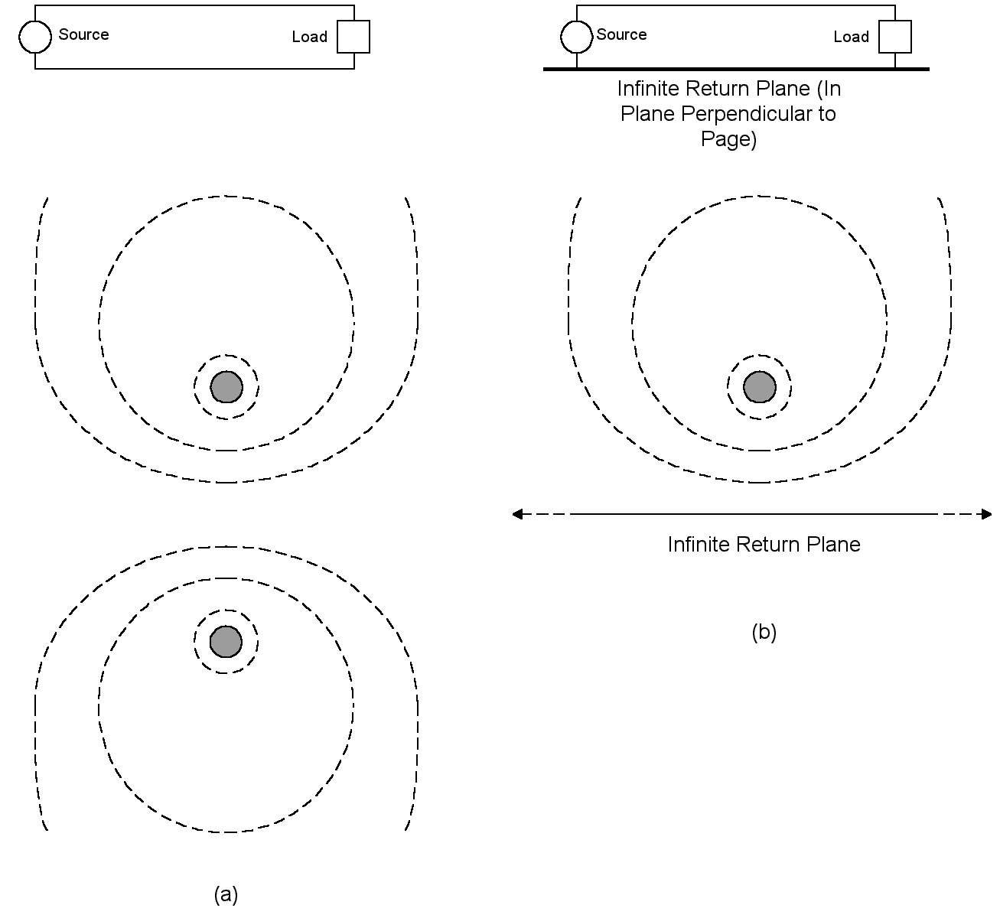 Source
Load
Source
Load
Infinite Return Plane (In
Plane Perpendicular to
Page)
Infinite Return Plane
(b)
(a)